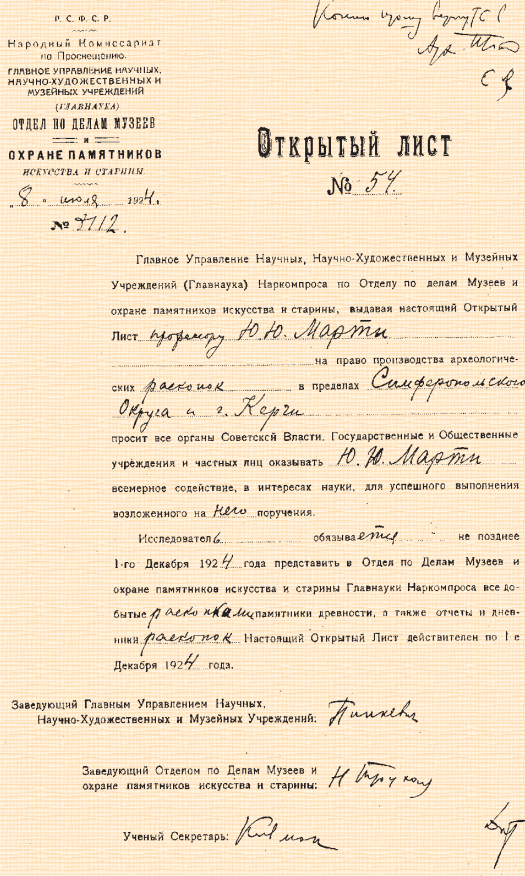 Р. С. Ф. С. Р.
Народный Комиссариат
по Просвещению.
ГЛАВНОЕ УПРАВЛЕНИЕ НАУЧНЫХ,
НАУЧНО-ХУДОЖЕСТВЕННЫХ И
МУЗЕЙНЫХ УЧРЕЖДЕНИЙ
(ГЛАВНАУКА)
ОТДЕЛ ПО ДЕЛАМ МУЗЕЕВ
и
ОХРАНЕ ПАМЯТНИКОВ
ИСКУССТВА И СТАРИНЫ.
„ 8 „ июля 1924 г.
№ 112.
Открытый лист
№ 54.
Главное Управление Научных, Научно-Художественных и Музейных
Учреждений (Главнаука) Наркомпроса по Отделу по делам Музеев и
охране памятников искусства и старины, выдавая настоящий Открытый
Лист профессору Ю. Ю. Марти
на право производства археологиче-
ских раскопок в пределах Симферопольского
Округа и г. Керчи
просит все органы Советской Власти, Государственные и Общественные
учреждения и частных лиц оказывать Ю. Ю. Марти
всемерное содействие, в интересах науки, для успешного выполнения
возложенного на него поручения.
Исследователь обязывается не позднее
1-го Декабря 1924 года представить в Отдел по Делам Музеев и
охране памятников искусства и старины Главнауки Наркомпроса все до-
бытые раскопками памятники древности, а также отчеты и днев-
ники раскопок Настоящий Открытый Лист действителен по 1 е
Декабря 1924 года.
Заведующий Главным Управлением Научных,
Научно-Художественных и Музейных Учреждений:
Заведующий Отделом по Делам Музеев и
охране памятников искусства и старины:
Ученый Секретарь: